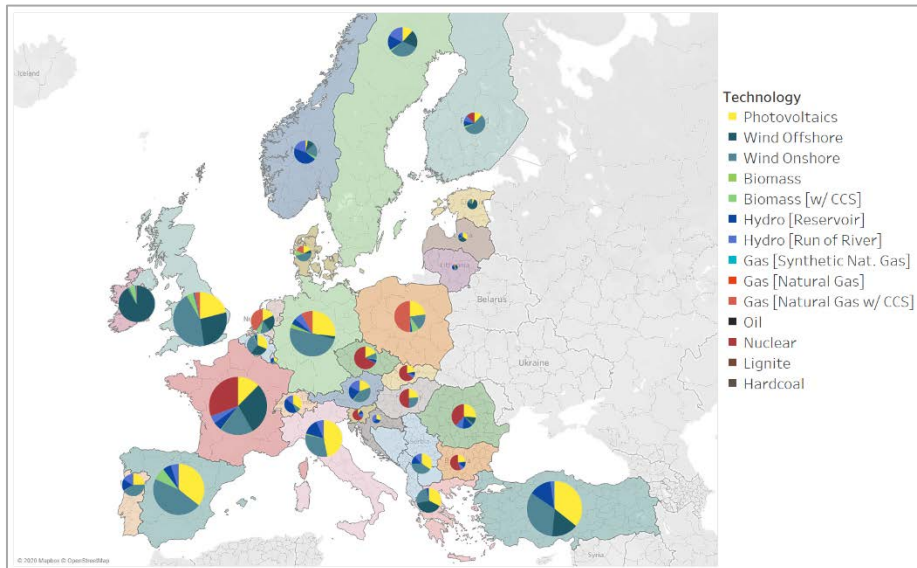 Iceland
Belarus
Ukraine
Syria
© 2020 Mapbox © OpenStreetMap
Technology
Photovoltaics
Wind Offshore
Wind Onshore
Biomass
Biomass [w/ CCS]
Hydro [Reservoir]
Hydro [Run of River]
Gas [Synthetic Nat. Gas]
Gas [Natural Gas]
Gas [Natural Gas w/ CCS]
Oil
Nuclear
Lignite
Hardcoal